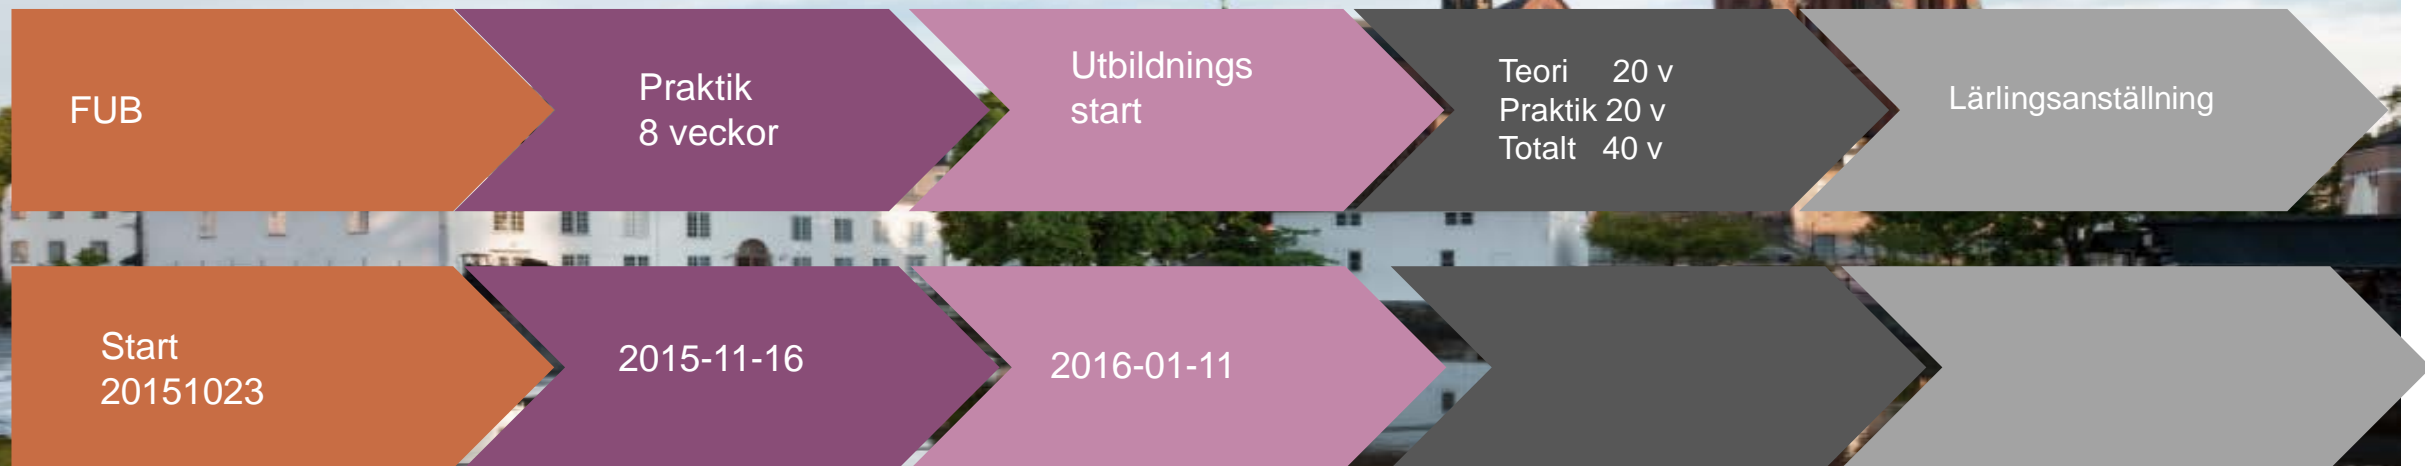 FUB
Praktik
8 veckor
Utbildnings
start
Teori 20 v
Praktik 20 v
Totalt 40 v
Lärlingsanställning
Start
20151023
2015-11-16
2016-01-11